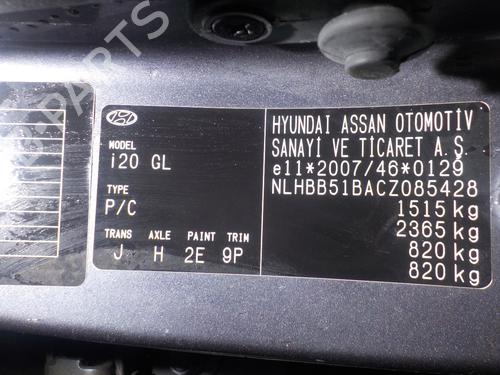 PARTS
MODEL
i20 GL
TYPE
P/C
TRANS AXLE PAINT TRIM
J H 2E 9P
HYUNDAI ASSAN OTOMOTİV
SANAYİ VE TİCARET A.Ş.
e11*2007/46*0129
NLHBB51BACZ085428
1515 kg
2365 kg
820 kg
820 kg